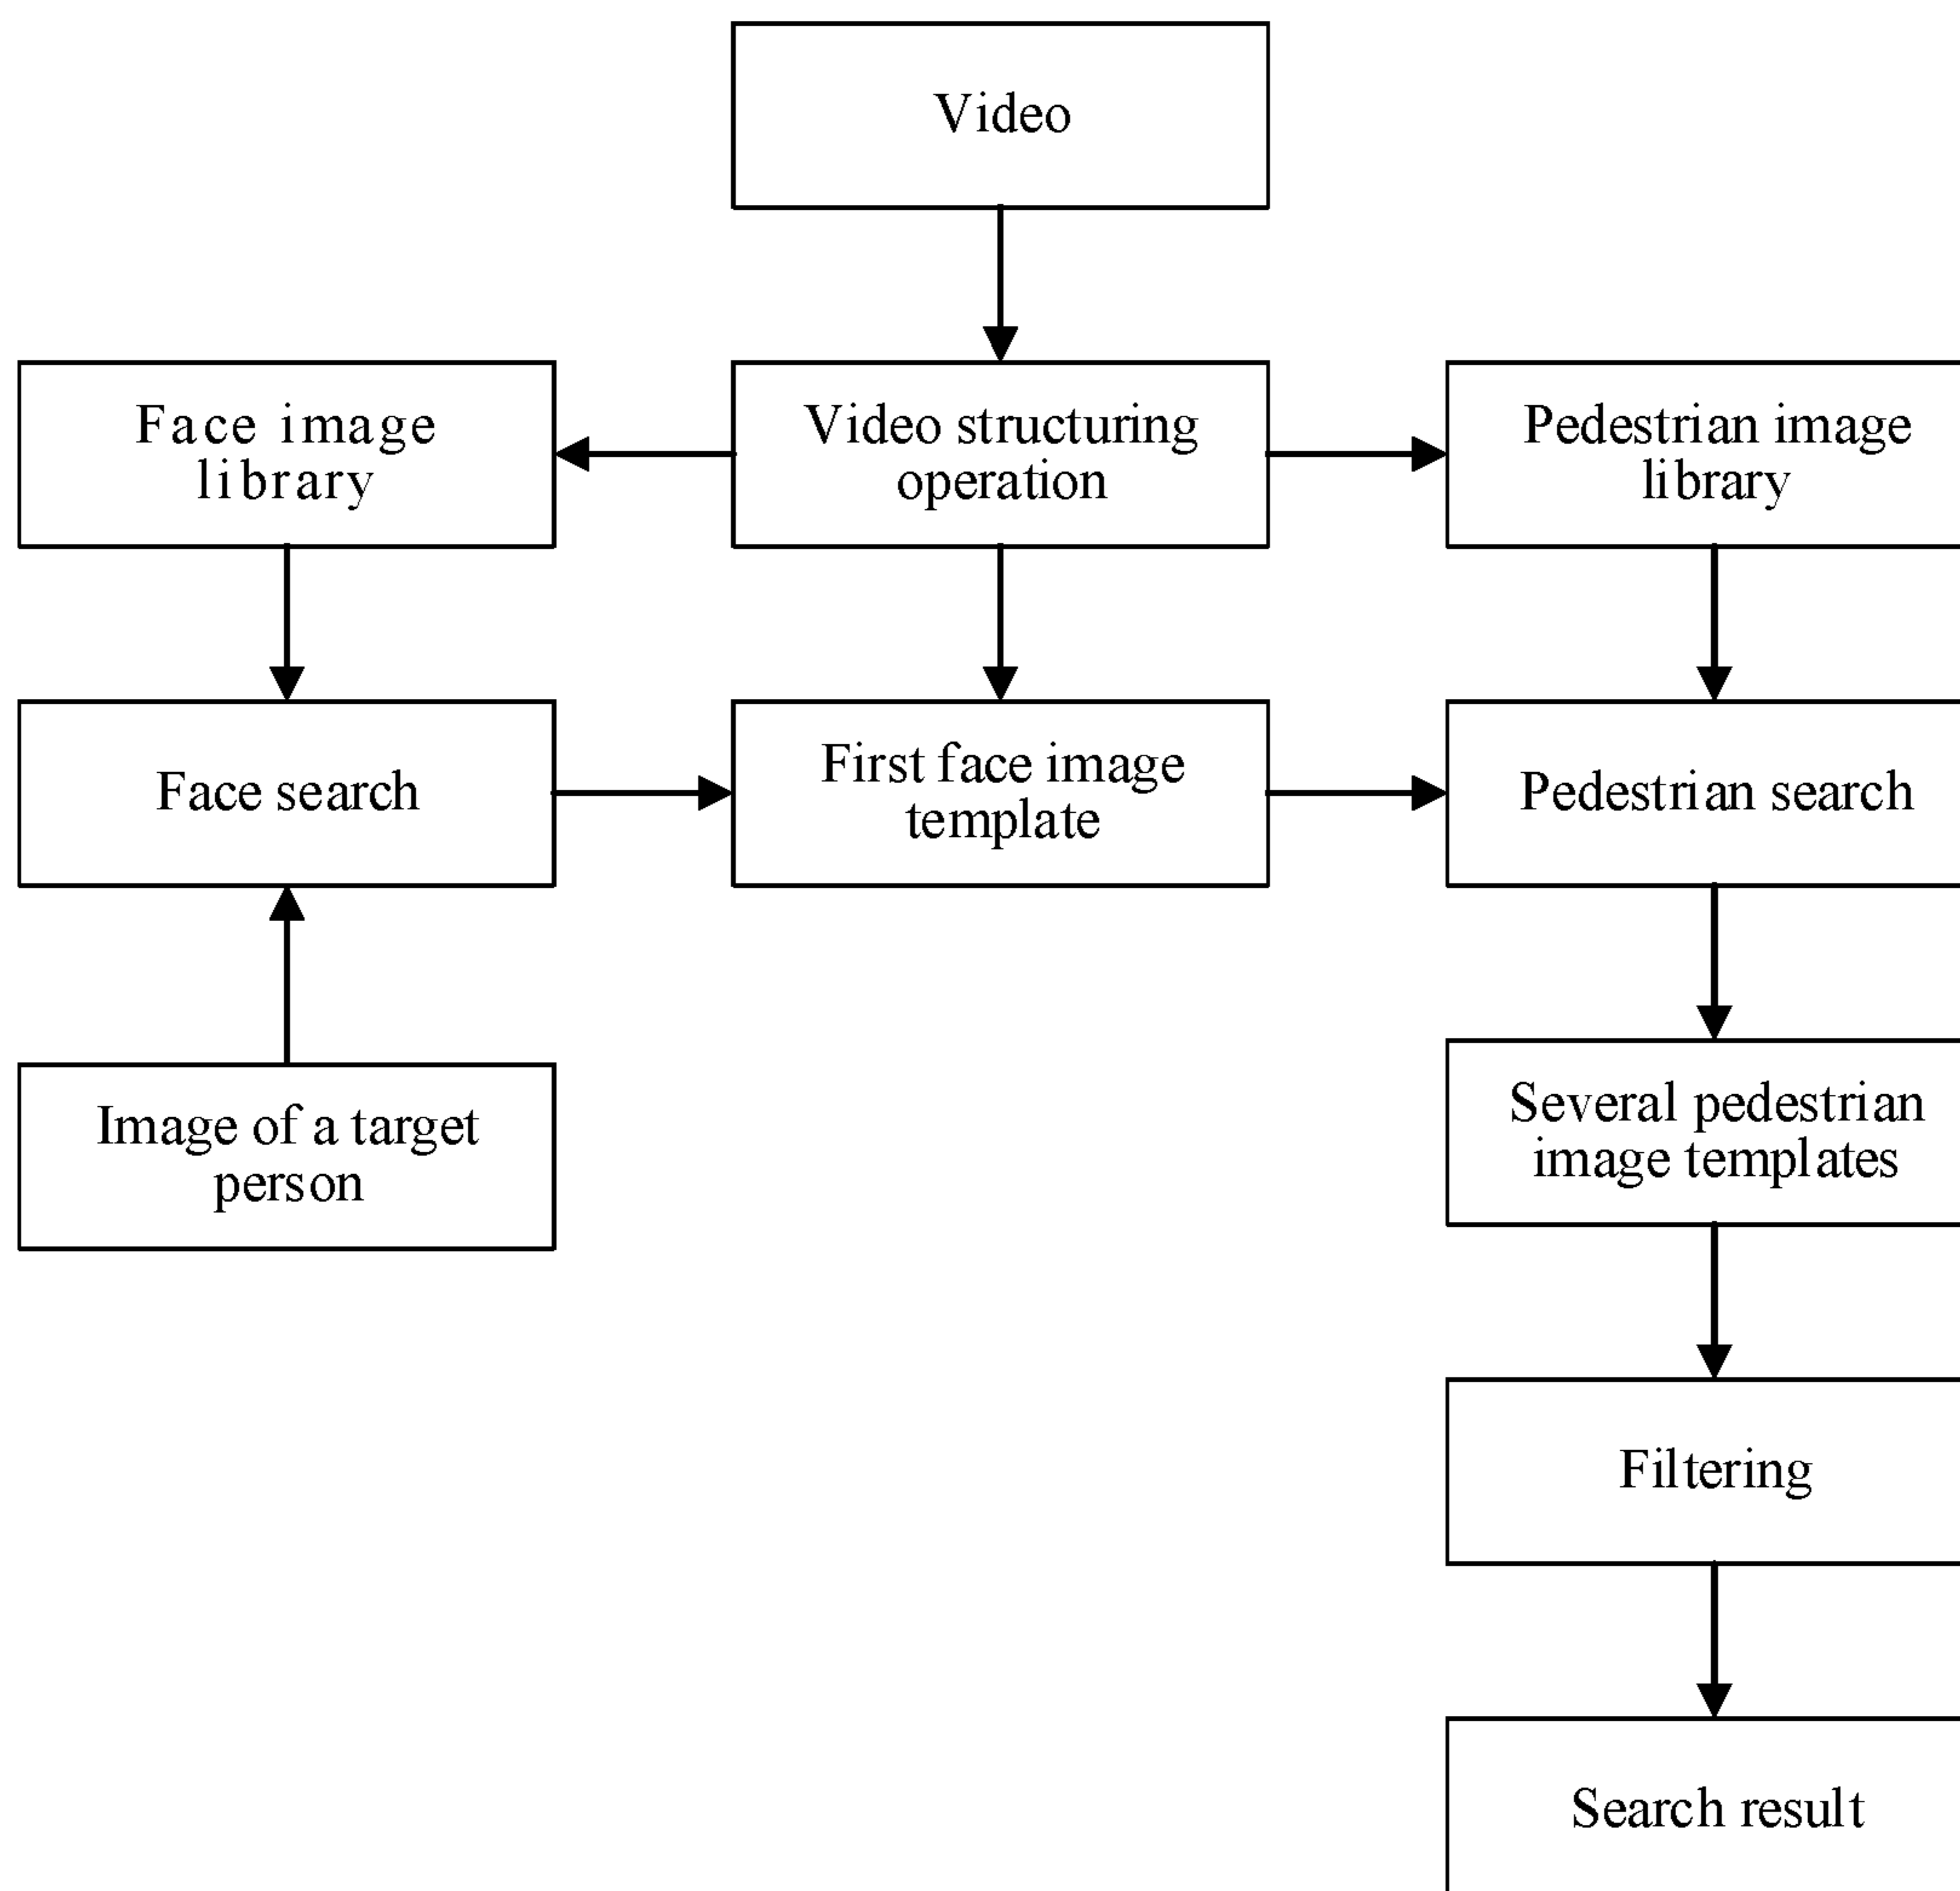 Video
Face image
library
Video structuring
operation
Pedestrian image
library
Face search
First face image
template
Pedestrian search
Image of a target
person
Several pedestrian
image templates
Filtering
Search result